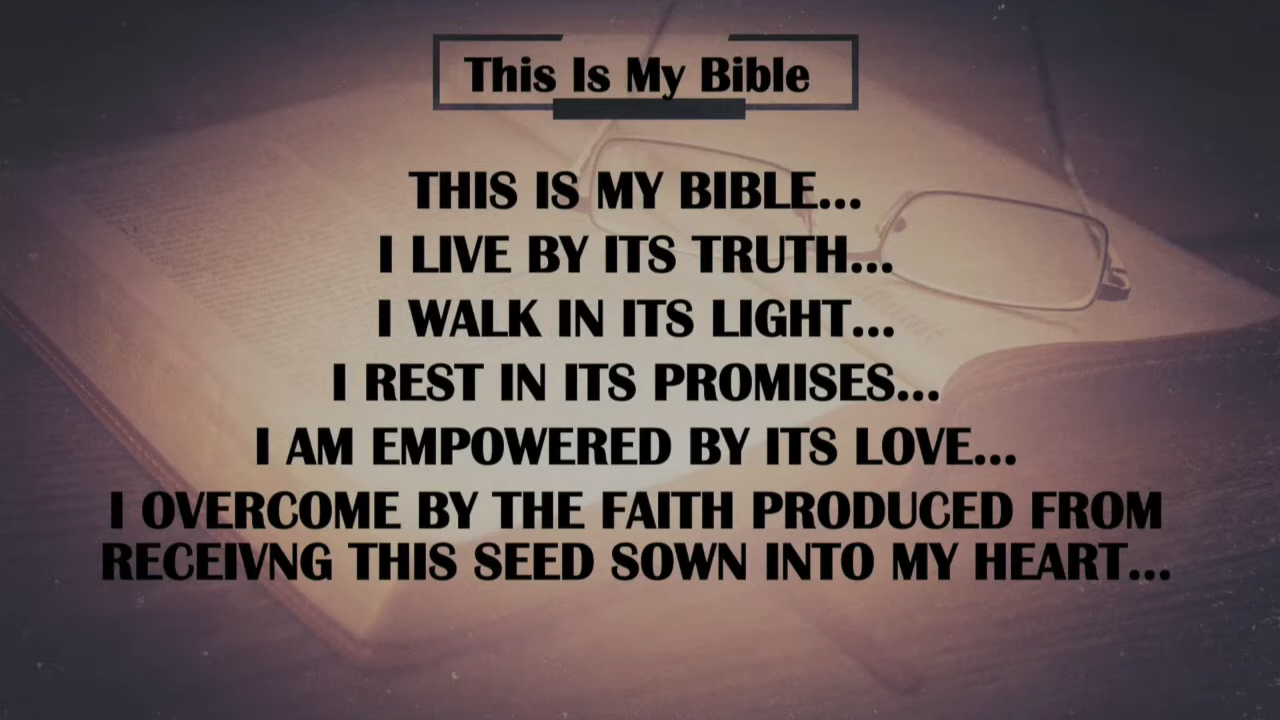 This Is My Bible
THIS IS MY BIBLE...
I LIVE BY ITS TRUTH...
I WALK IN ITS LIGHT...
I REST IN ITS PROMISES...
I AM EMPOWERED BY ITS LOVE...
I OVERCOME BY THE FAITH PRODUCED FROM
RECEIVNG THIS SEED SOWN INTO MY HEART...